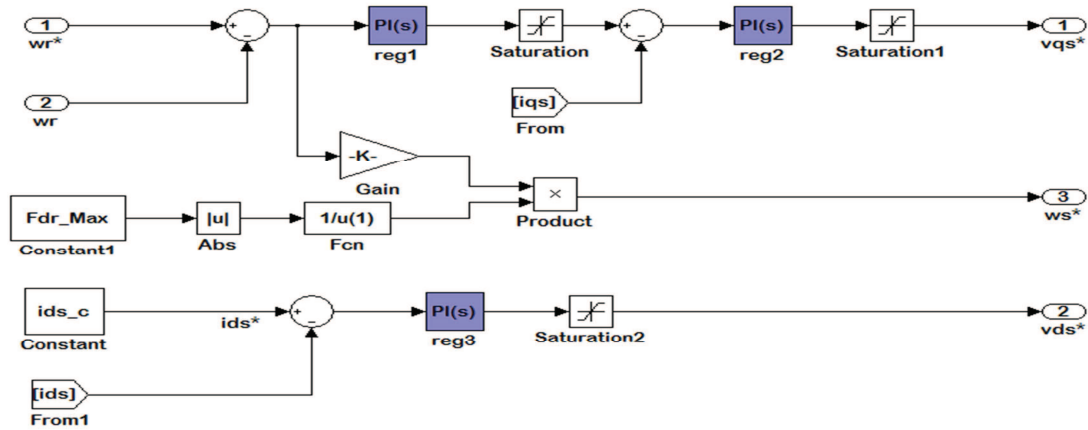 1
wr*
+
−
PI(s)
reg1
Saturation
+
−
PI(s)
reg2
Saturation1
1
vqs*
2
wr
[iqs]
From
-K-
Gain
Fdr_Max
Constant1
|u|
Abs
1/u(1)
Fcn
×
Product
3
ws*
ids_c
Constant
ids*
+
−
PI(s)
reg3
Saturation2
2
vds*
[ids]
From1